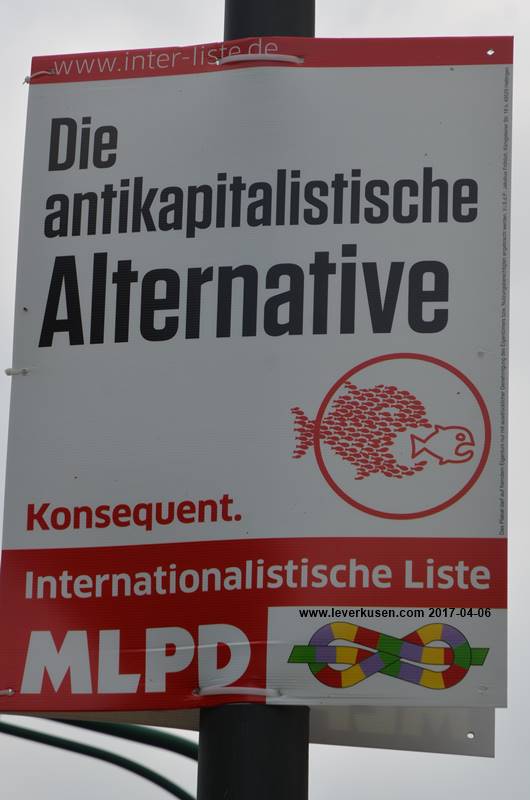 www.inter-liste.de
Die
antikapitalistische
Alternative
Konsequent.
Internationalistische Liste
www.leverkusen.com 2017-04-06
MLPD